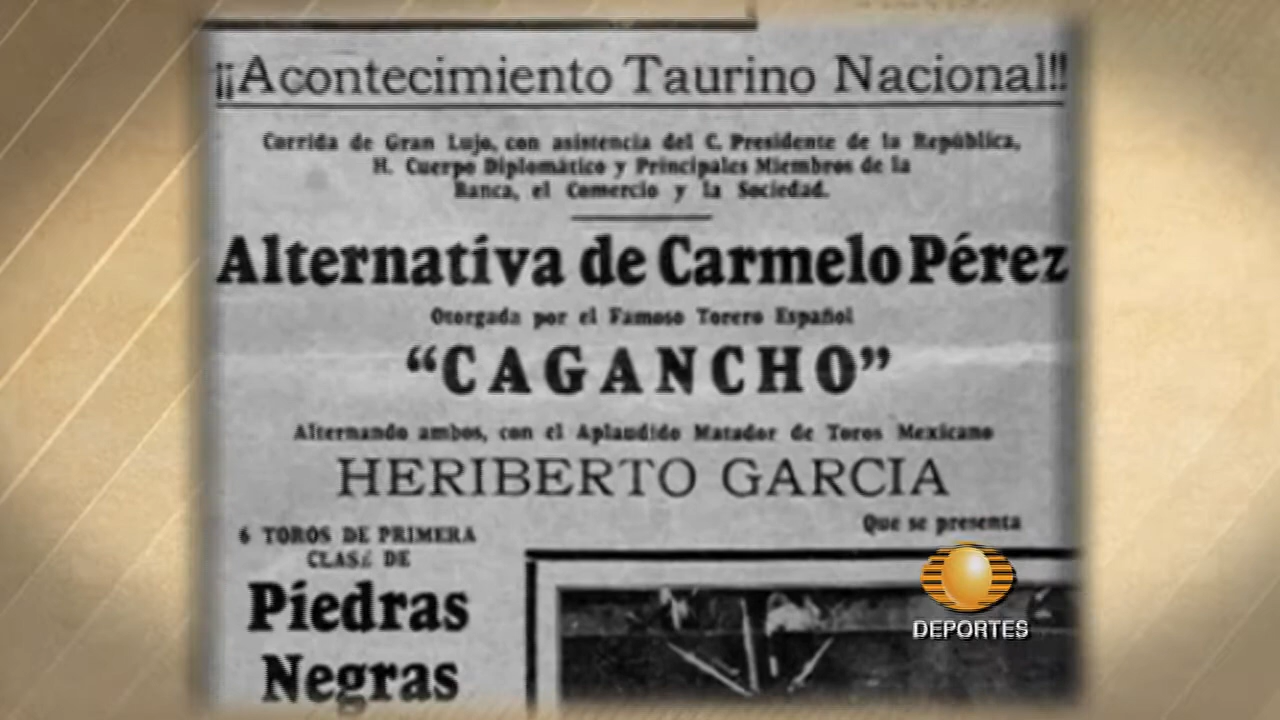 ¡¡Acontecimiento Taurino Nacional!!
Corrida de Gran Lujo, con asistencia del C. Presidente de la República,
H. Cuerpo Diplomático y Principales Miembros de la
Banca, el Comercio y la Sociedad.
Alternativa de Carmelo Pérez
Otorgada por el Famoso Torero Español
“CAGANCHO”
Alternando ambos, con el Aplaudido Matador de Toros Mexicano
HERIBERTO GARCIA
Que se presenta
6 TOROS DE PRIMERA
CLASE DE
Piedras
Negras
DEPORTES